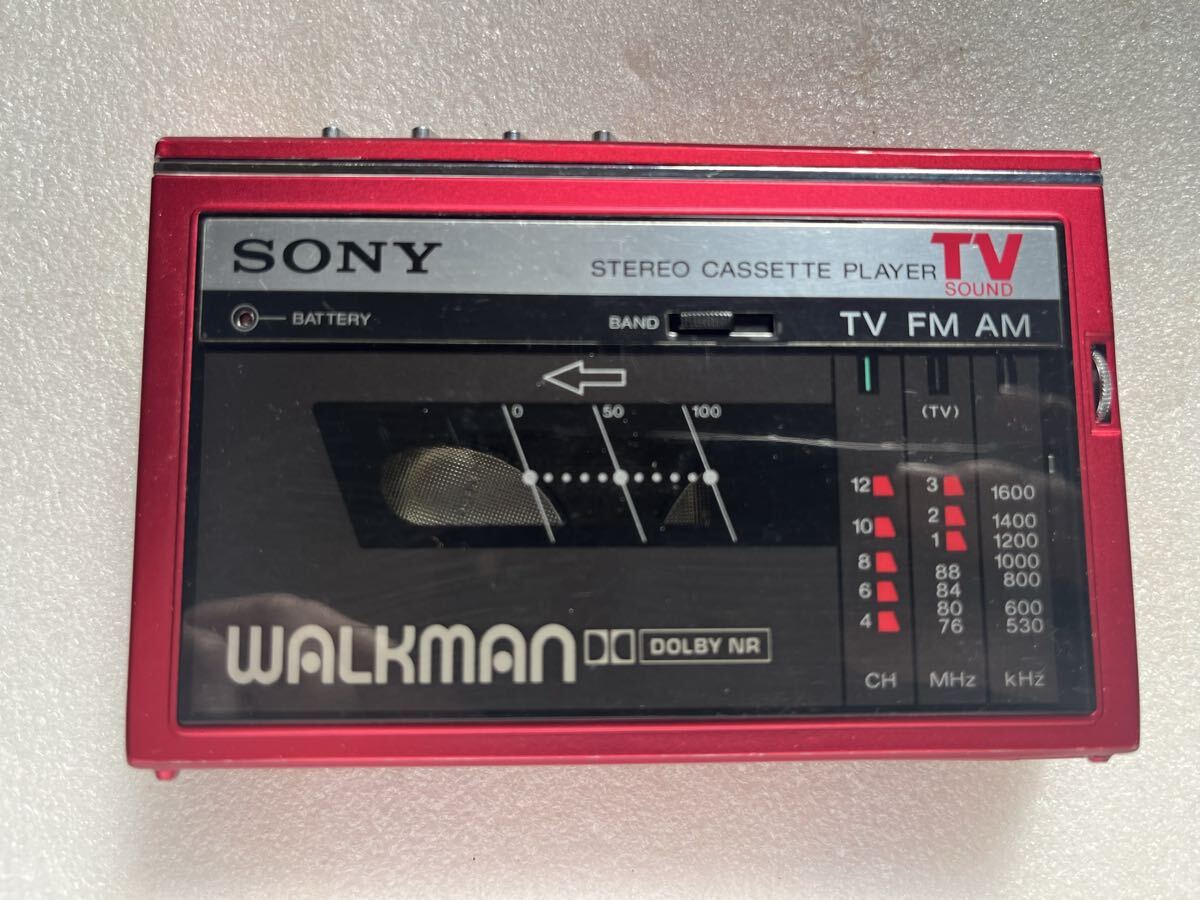 SONY
STEREO CASSETTE PLAYER TV SOUND
BATTERY BAND TV FM AM
(TV)
0 50 100
12 3 1600
10 2 1400
1 1200
8 88 1000
800
6 84
80 600
4 76 530
WALKMAN DOLBY NR
CH MHz kHz